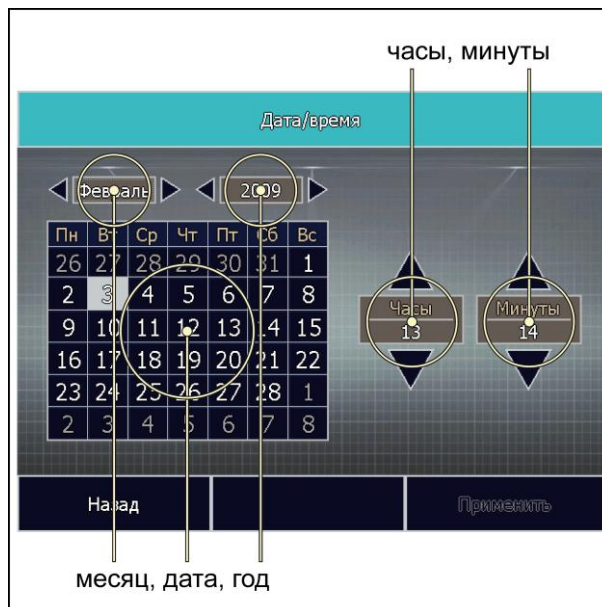 часы, минуты
Дата/время
Февраль 2009
Пн Вт Ср Чт Пт Сб Вс
26 27 28 29 30 31 1
2 3 4 5 6 7 8
9 10 11 12 13 14 15
16 17 18 19 20 21 22
23 24 25 26 27 28 1
2 3 4 5 6 7 8
Часы Минуты
13 14
Назад Применить
месяц, дата, год